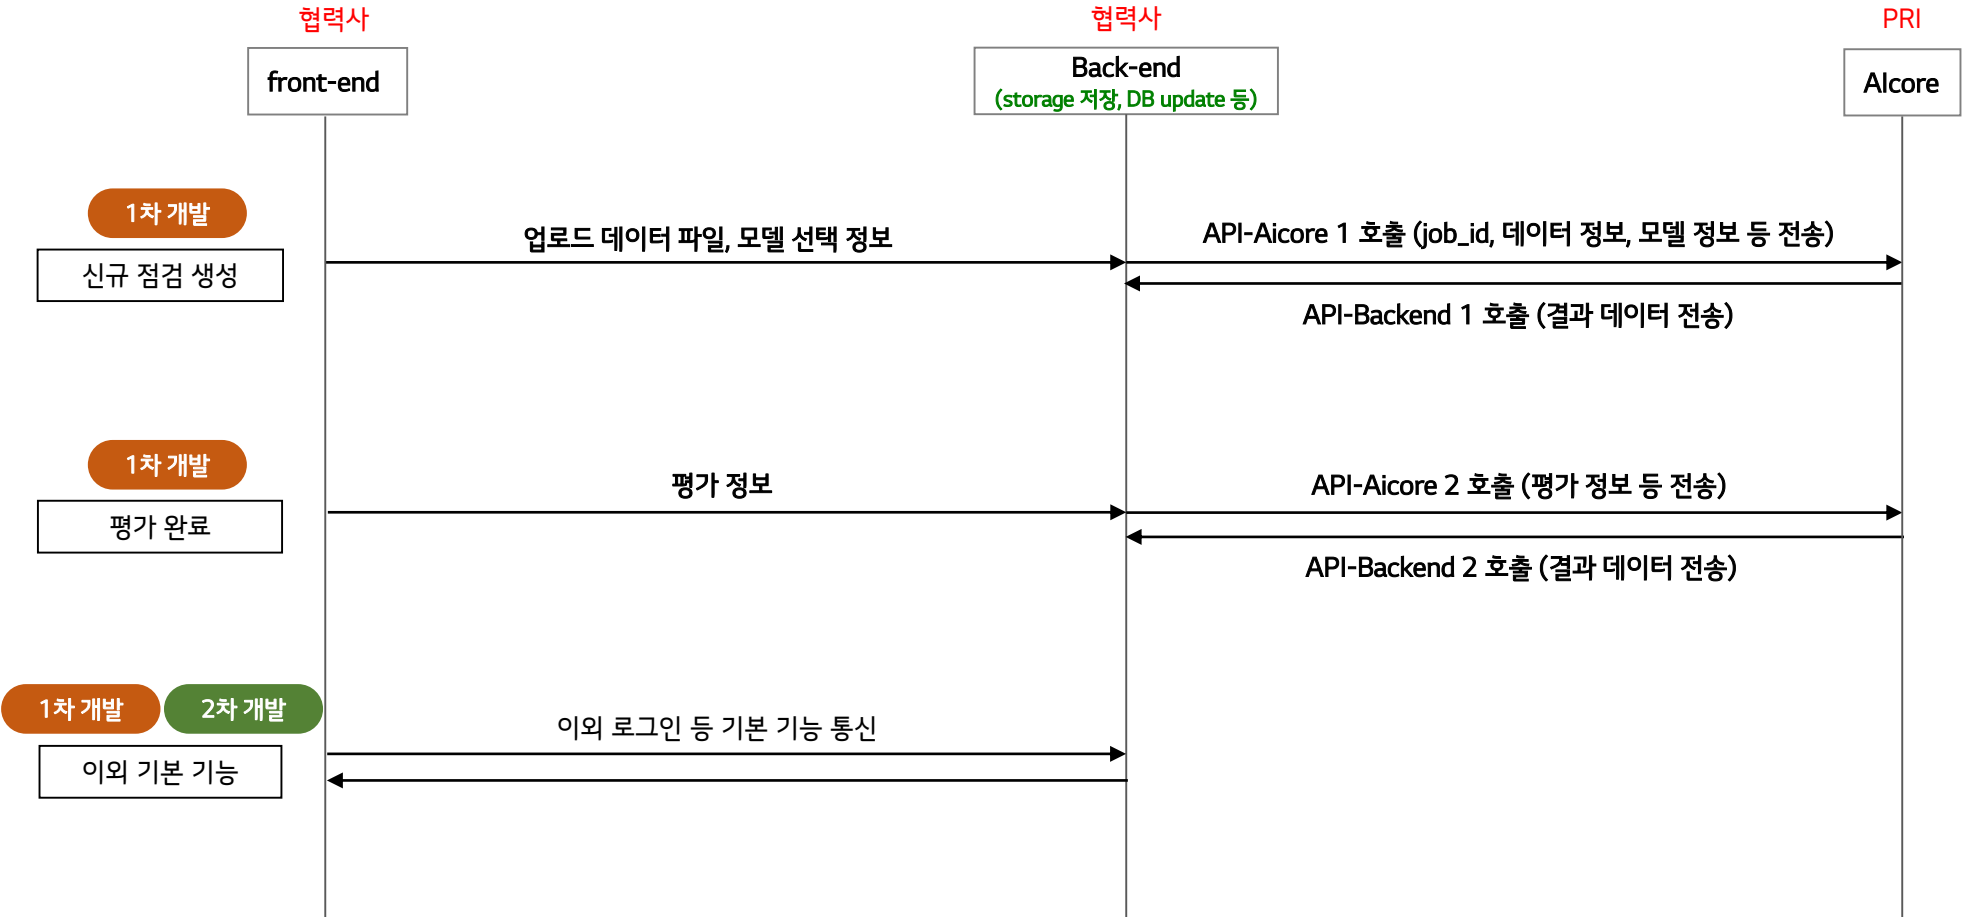 협력사
협력사
PRI
front-end
Back-end
(storage 저장, DB update 등)
AIcore
1차 개발
신규 점검 생성
업로드 데이터 파일, 모델 선택 정보
API-Aicore 1 호출 (job_id, 데이터 정보, 모델 정보 등 전송)
API-Backend 1 호출 (결과 데이터 전송)
1차 개발
평가 완료
평가 정보
API-Aicore 2 호출 (평가 정보 등 전송)
API-Backend 2 호출 (결과 데이터 전송)
1차 개발
2차 개발
이외 기본 기능
이외 로그인 등 기본 기능 통신